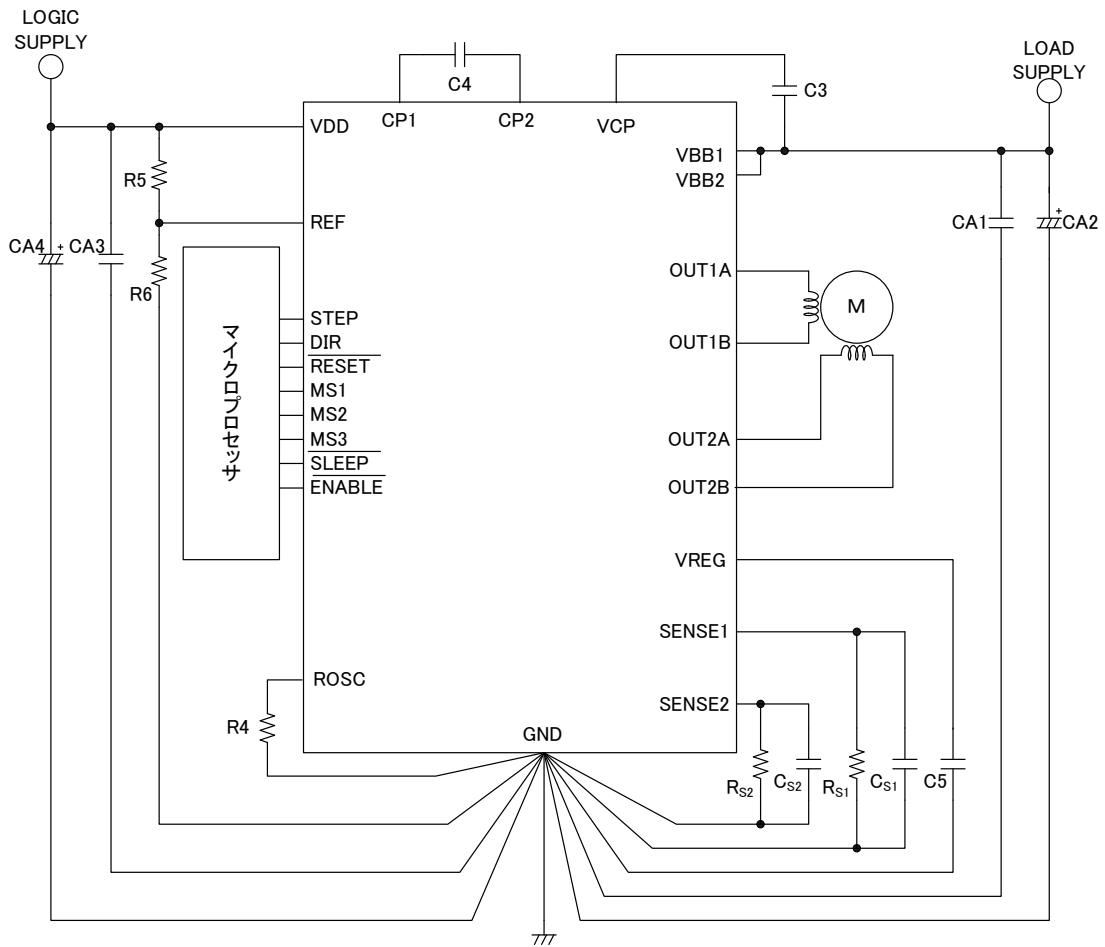 LOGIC
SUPPLY
LOAD
SUPPLY
C4
C3
CP1
CP2
VCP
VDD
VBB1
VBB2
R5
REF
CA4
+
CA3
R6
CA1
+
CA2
OUT1A
M
OUT1B
マイクロプロセッサ
STEP
DIR
RESET
MS1
MS2
MS3
SLEEP
ENABLE
OUT2A
OUT2B
VREG
SENSE1
ROSC
SENSE2
R4
GND
RS2
CS2
RS1
CS1
C5